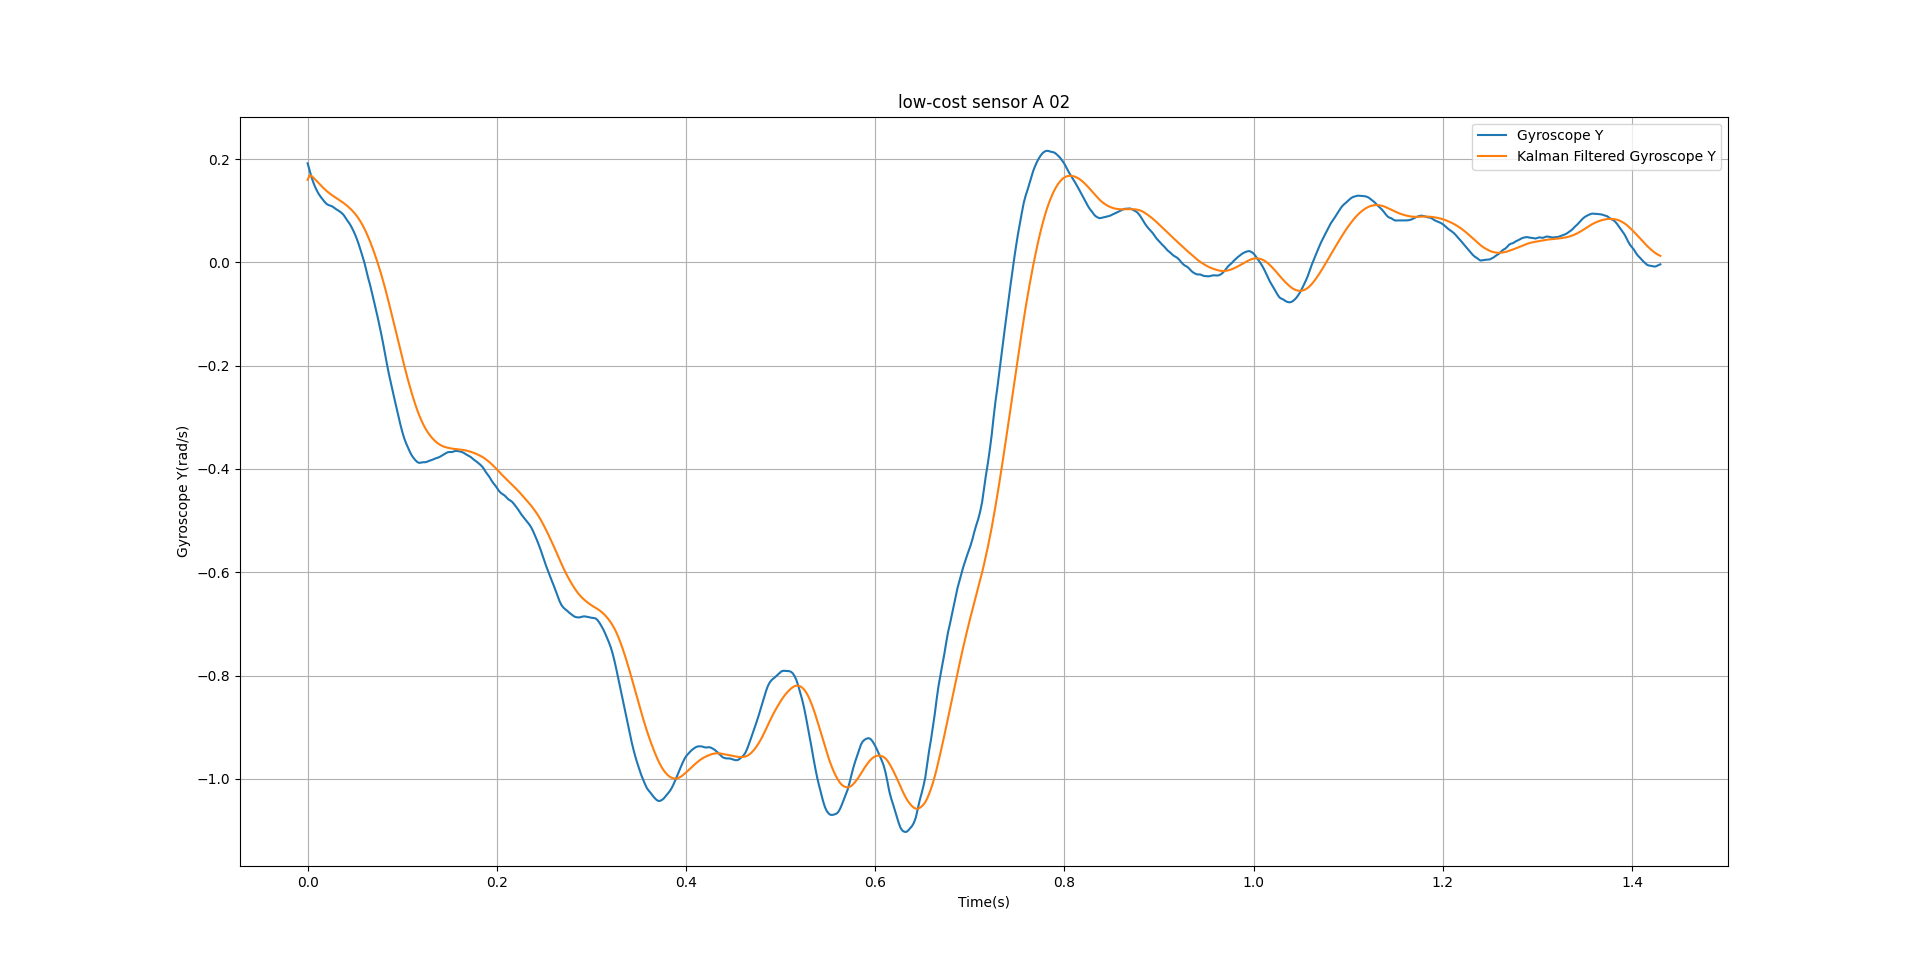 low-cost sensor A 02
Gyroscope Y
Kalman Filtered Gyroscope Y
0.2
0.0
−0.2
−0.4
−0.6
−0.8
−1.0
Gyroscope Y(rad/s)
0.0 0.2 0.4 0.6 0.8 1.0 1.2 1.4
Time(s)